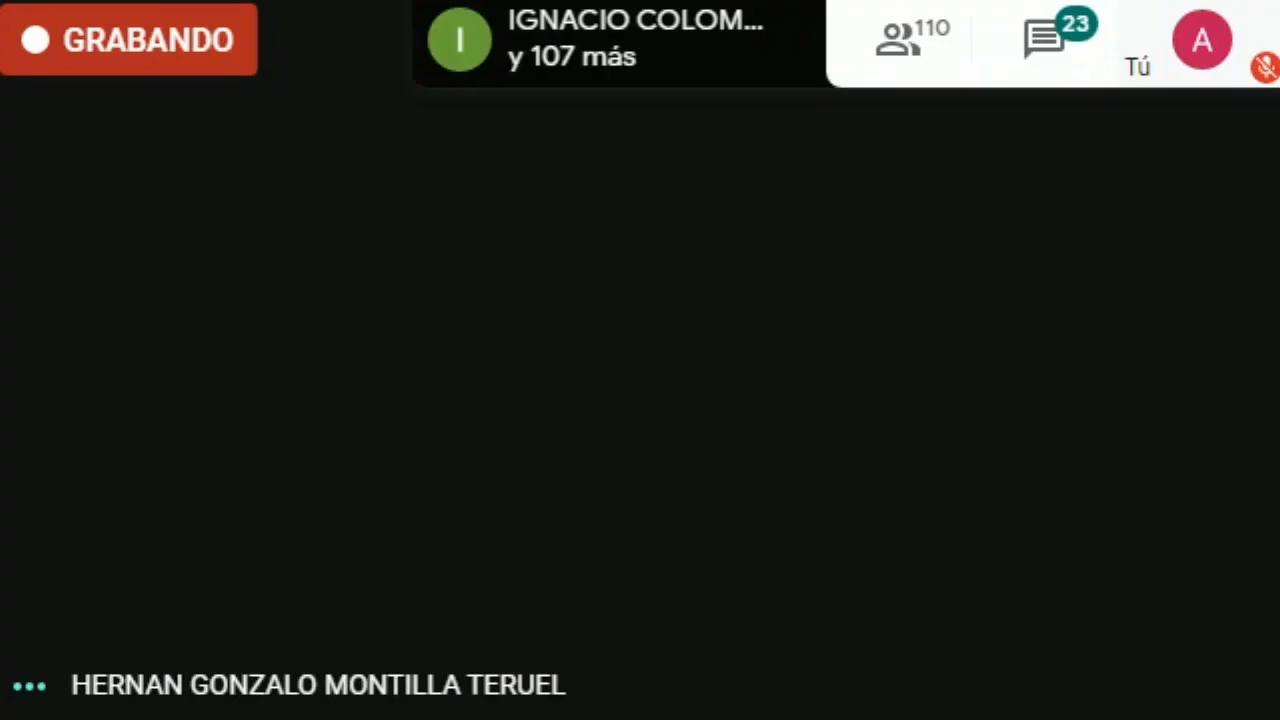 GRABANDO
I
IGNACIO COLOM...
y 107 más
110
23
Tú
A
HERNAN GONZALO MONTILLA TERUEL